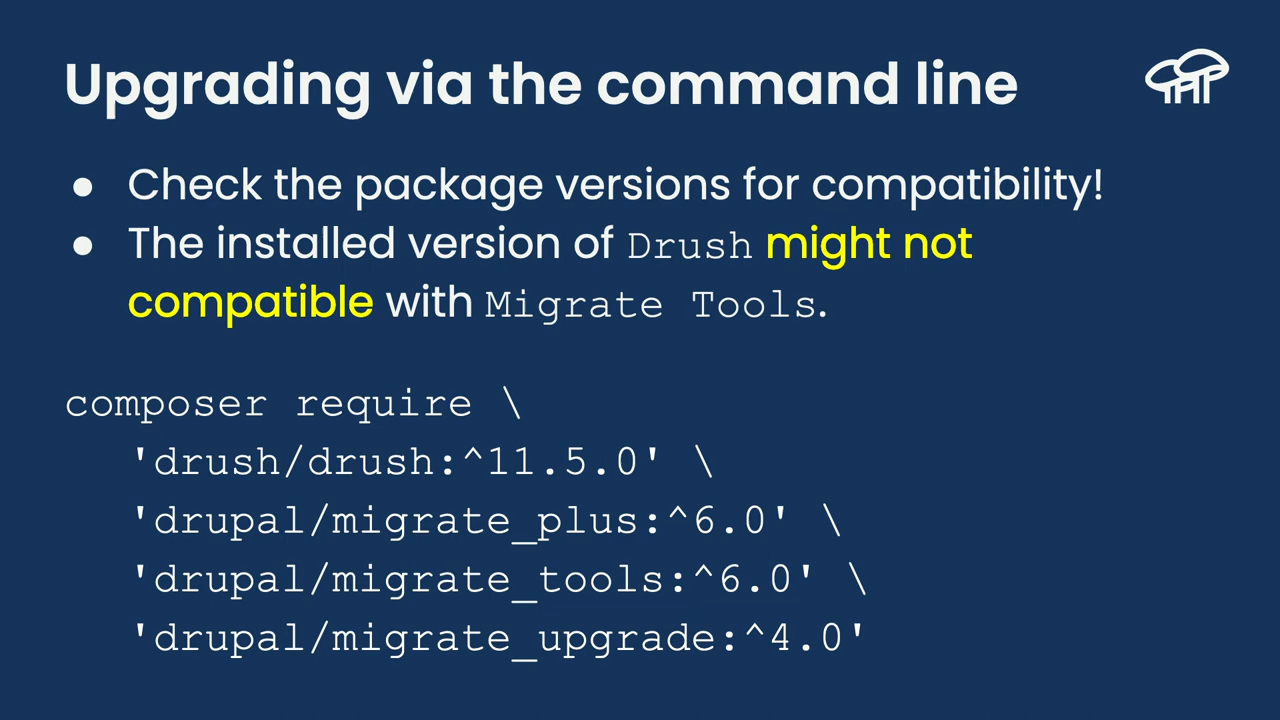 Upgrading via the command line
● Check the package versions for compatibility!
● The installed version of Drush might not
compatible with Migrate Tools.
composer require \
'drush/drush:^11.5.0' \
'drupal/migrate_plus:^6.0' \
'drupal/migrate_tools:^6.0' \
'drupal/migrate_upgrade:^4.0'